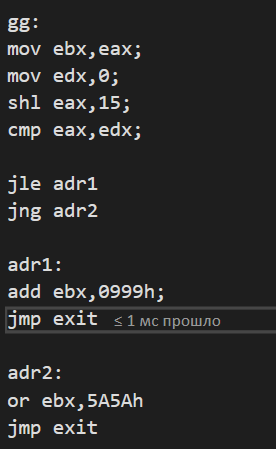 gg:
mov ebx,eax;
mov edx,0;
shl eax,15;
cmp eax,edx;
jle adr1
jng adr2
adr1:
add ebx,0999h;
jmp exit ≤ 1 мс прошло
adr2:
or ebx,5A5Ah
jmp exit